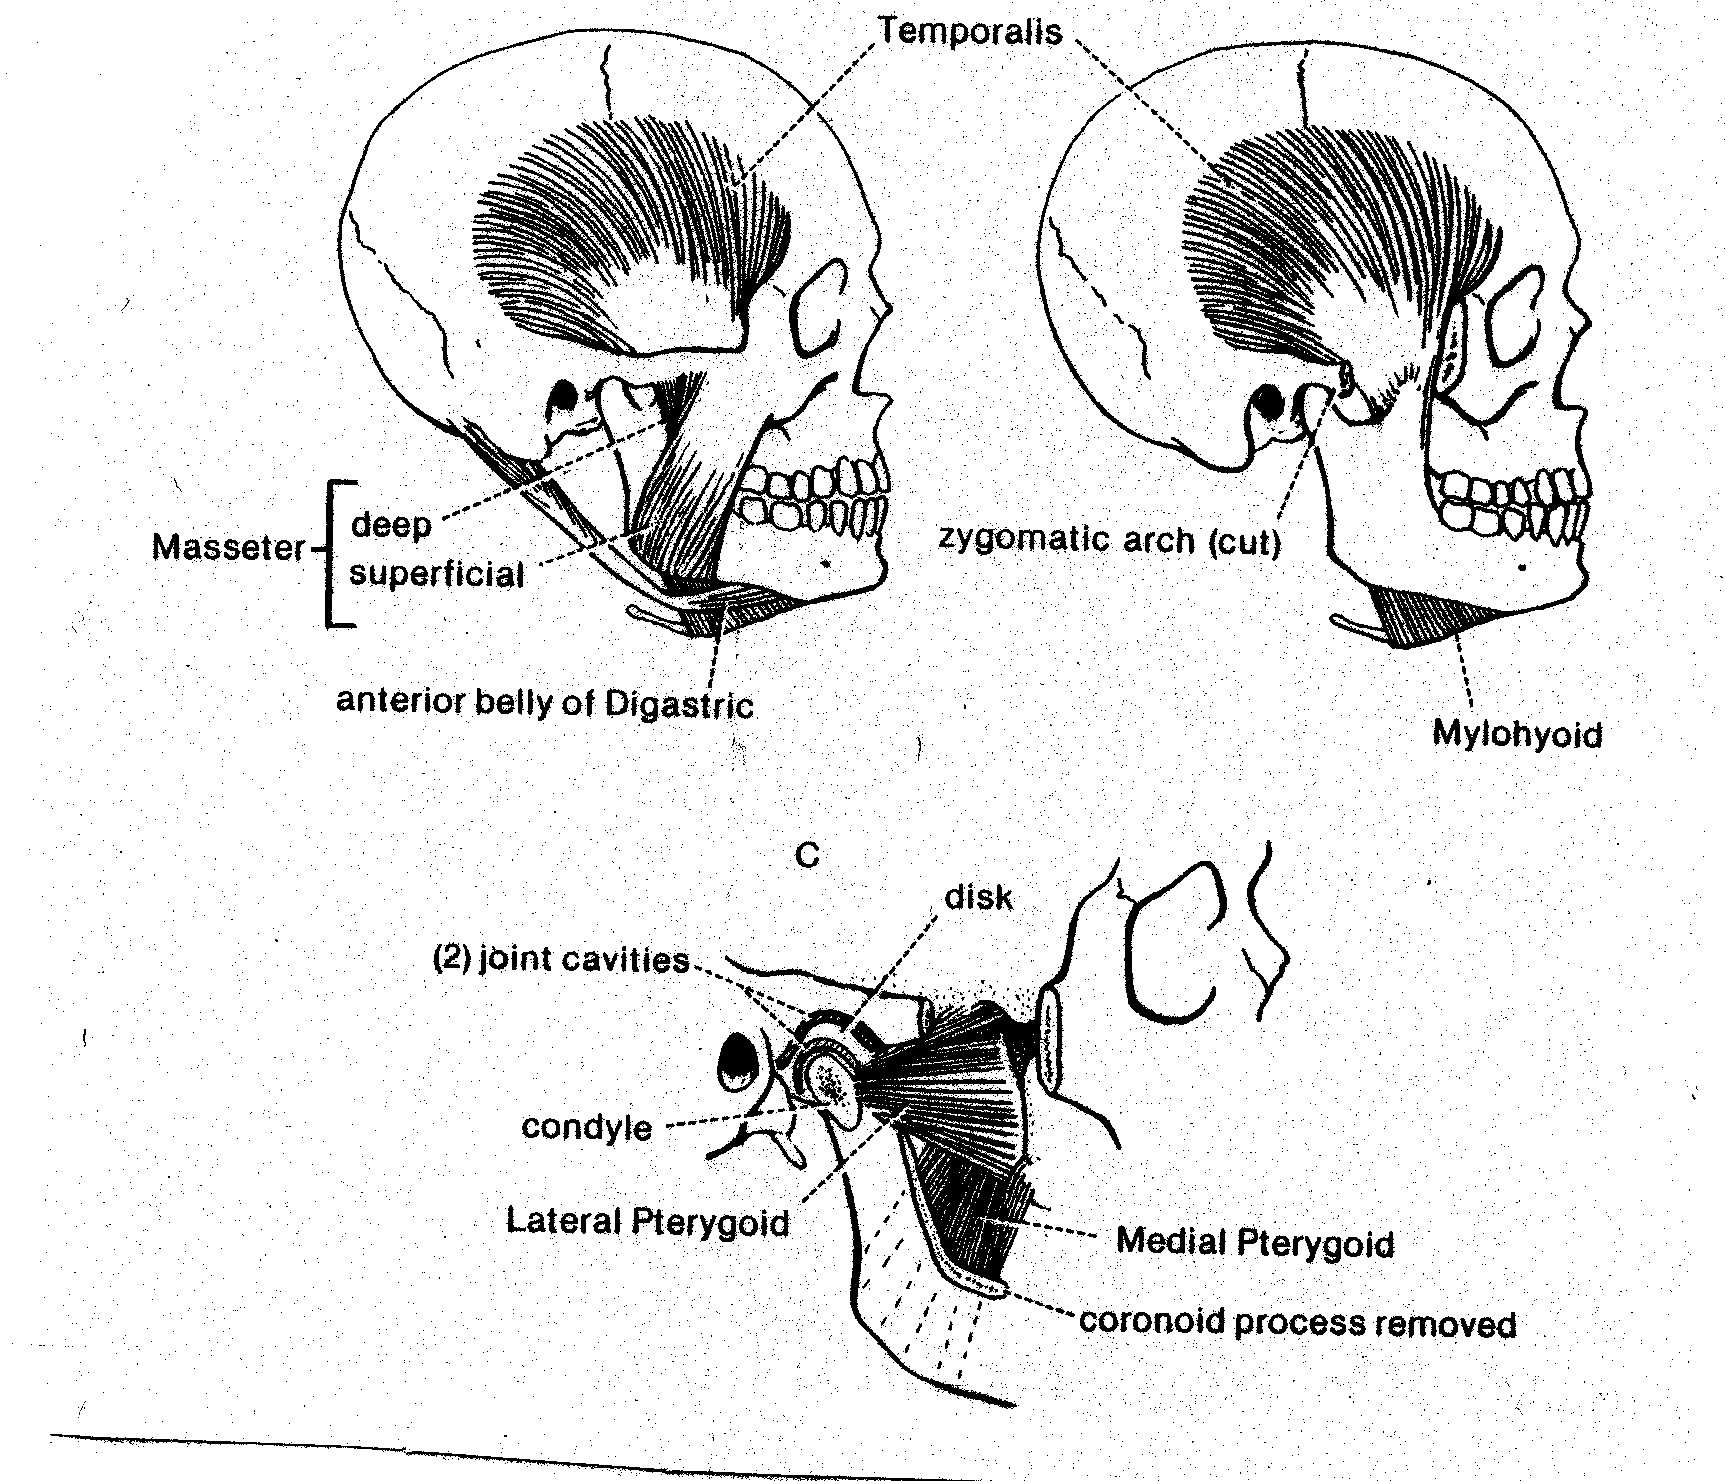 Temporalis
Masseter
deep
superficial
zygomatic arch (cut)
anterior belly of Digastric
Mylohyoid
C
disk
(2) joint cavities
condyle
Lateral Pterygoid
Medial Pterygoid
coronoid process removed